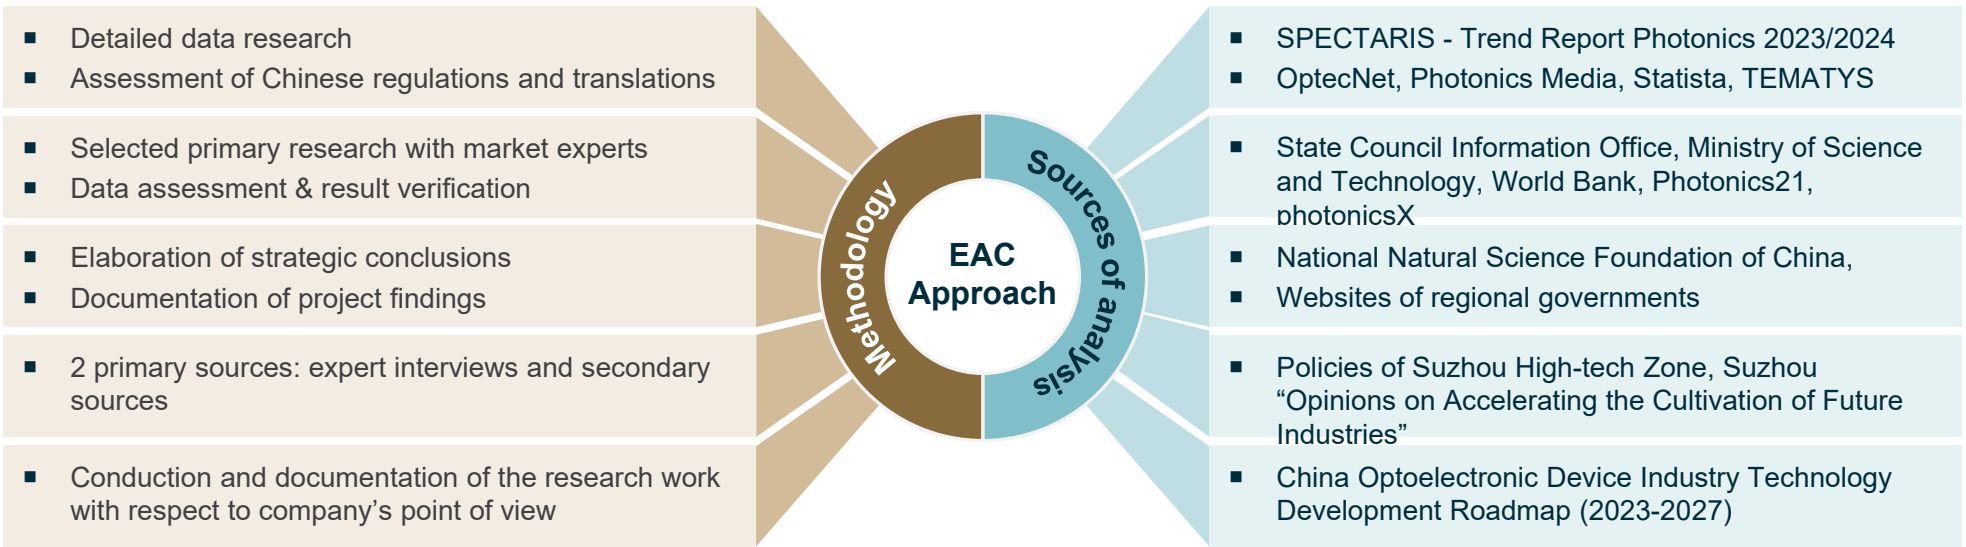 Detailed data research
Assessment of Chinese regulations and translations
Selected primary research with market experts
Data assessment & result verification
Elaboration of strategic conclusions
Documentation of project findings
2 primary sources: expert interviews and secondary
sources
Conduction and documentation of the research work
with respect to company’s point of view
Methodology
EAC
Approach
Sources of analysis
SPECTARIS - Trend Report Photonics 2023/2024
OptecNet, Photonics Media, Statista, TEMATYS
State Council Information Office, Ministry of Science
and Technology, World Bank, Photonics21,
photonicsX
National Natural Science Foundation of China,
Websites of regional governments
Policies of Suzhou High-tech Zone, Suzhou
“Opinions on Accelerating the Cultivation of Future
Industries”
China Optoelectronic Device Industry Technology
Development Roadmap (2023-2027)